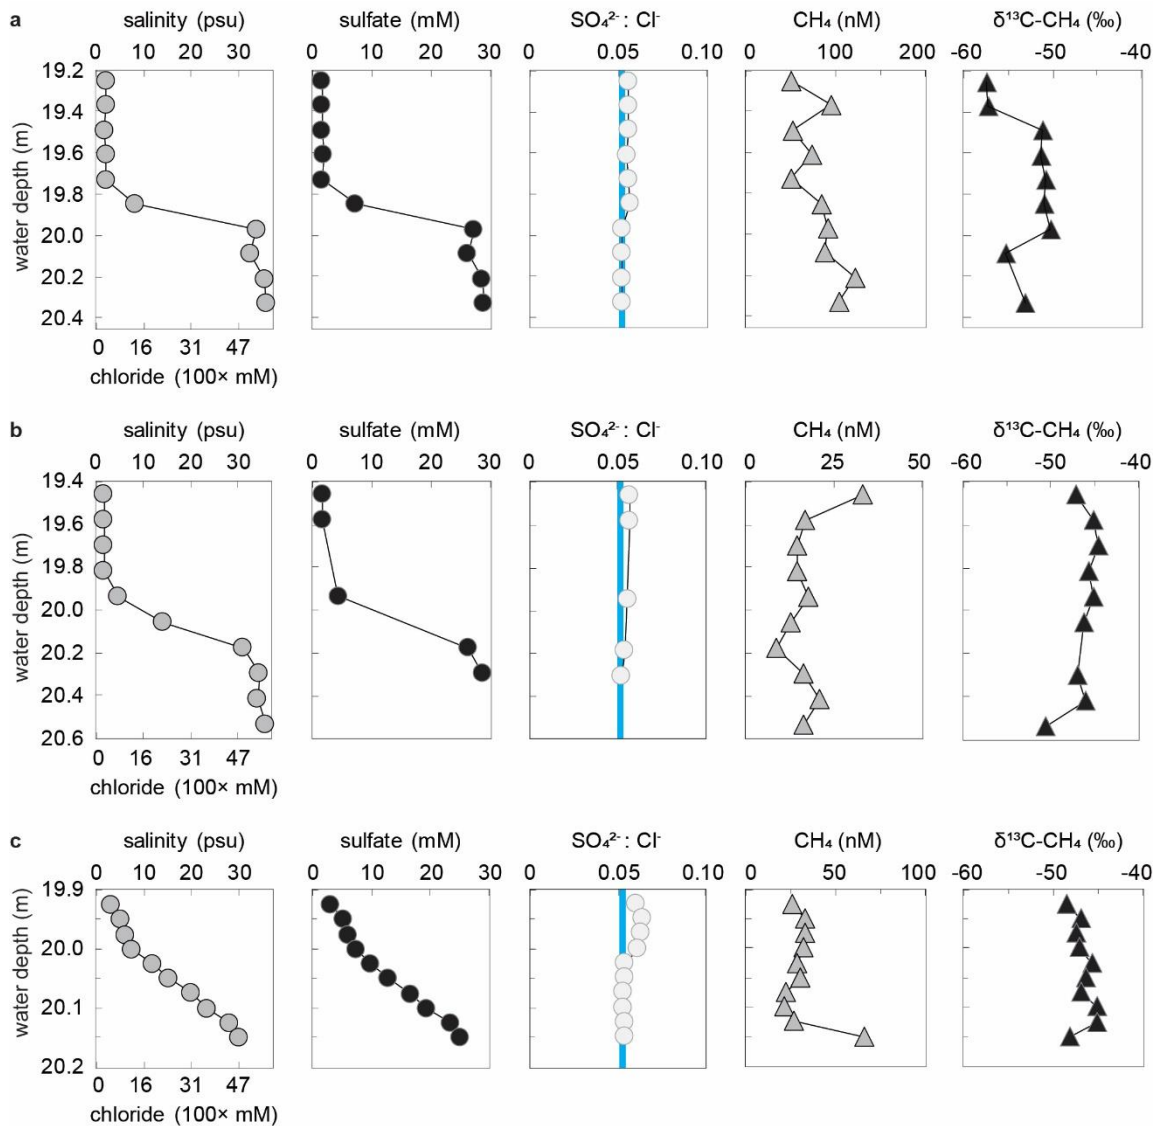 a salinity (psu) sulfate (mM) SO₄²⁻ : Cl⁻ CH₄ (nM) δ¹³C-CH₄ (‰)
0 10 20 30 0 10 20 30 0 0.05 0.10 0 100 200 -60 -50 -40
19.2
19.4
19.6
19.8
20.0
20.2
20.4
water depth (m)
0 16 31 47
chloride (100× mM)
b salinity (psu) sulfate (mM) SO₄²⁻ : Cl⁻ CH₄ (nM) δ¹³C-CH₄ (‰)
0 10 20 30 0 10 20 30 0 0.05 0.10 0 25 50 -60 -50 -40
19.4
19.6
19.8
20.0
20.2
20.4
20.6
water depth (m)
0 16 31 47
chloride (100× mM)
c salinity (psu) sulfate (mM) SO₄²⁻ : Cl⁻ CH₄ (nM) δ¹³C-CH₄ (‰)
0 10 20 30 0 10 20 30 0 0.05 0.10 0 50 100 -60 -50 -40
19.9
20.0
20.1
20.2
water depth (m)
0 16 31 47
chloride (100× mM)